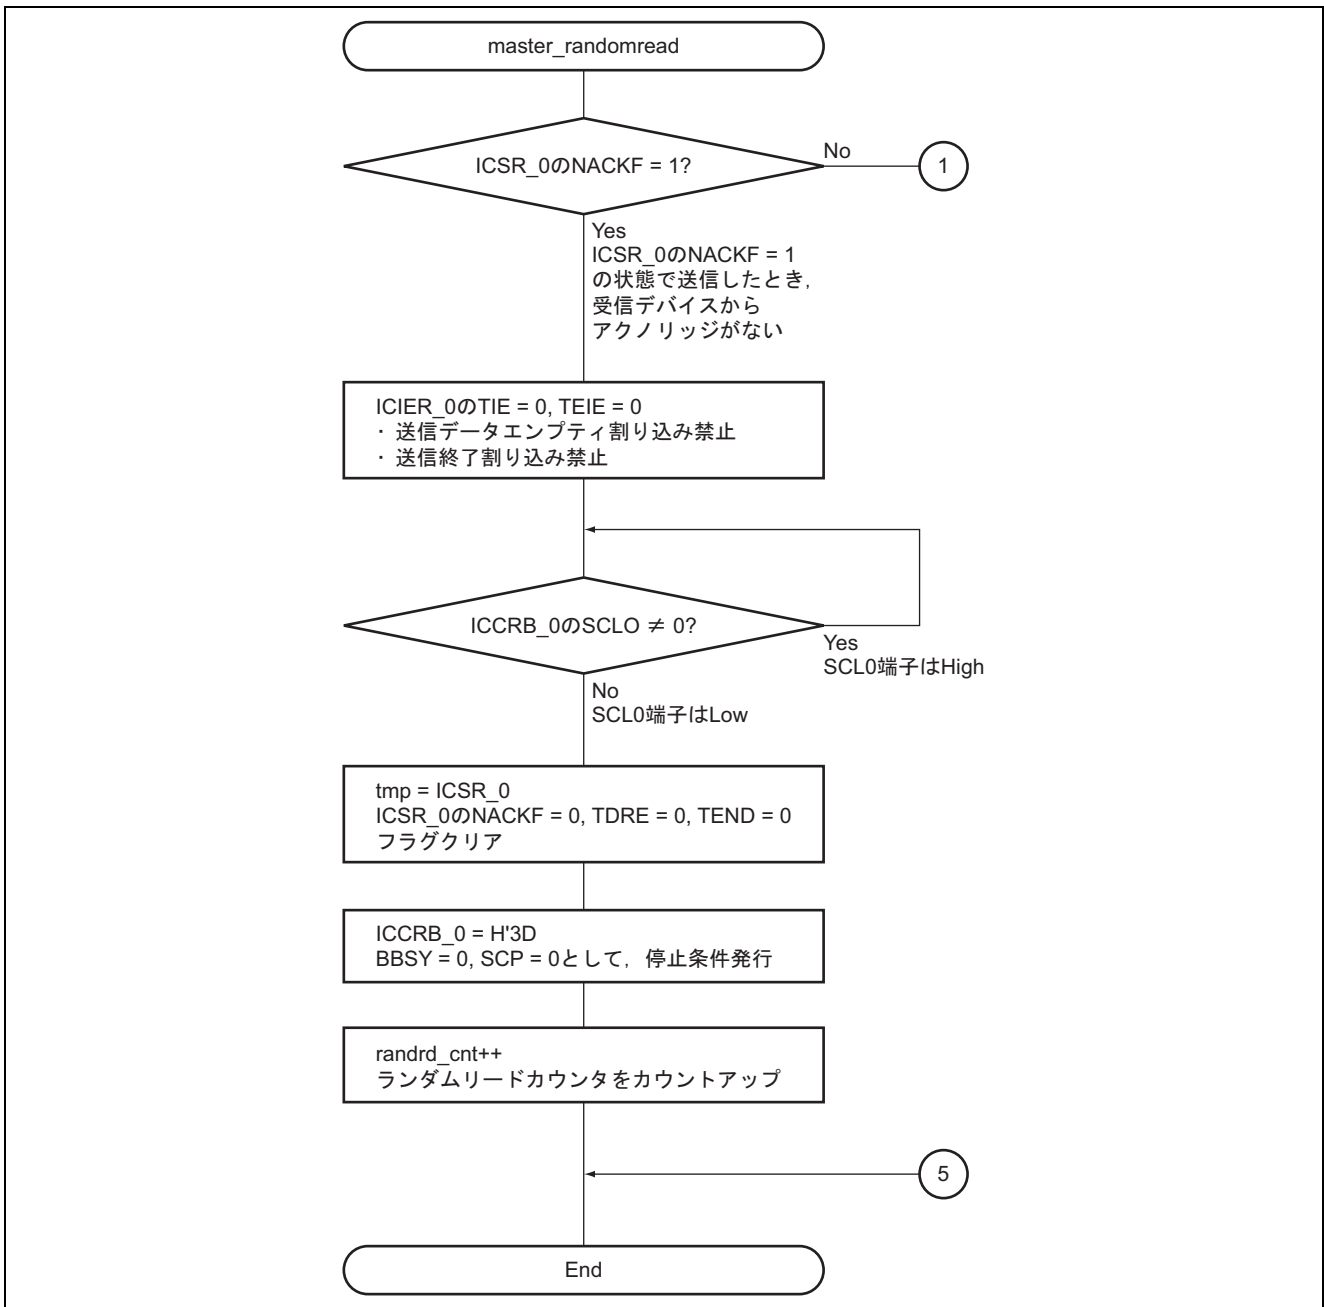 master_randomread
ICSR_0のNACKF = 1?
No
1
Yes
ICSR_0のNACKF = 1
の状態で送信したとき,
受信デバイスから
アクノリッジがない
ICIER_0のTIE = 0, TEIE = 0
・送信データエンプティ割り込み禁止
・送信終了割り込み禁止
ICCRB_0のSCLO ≠ 0?
Yes
SCL0端子はHigh
No
SCL0端子はLow
tmp = ICSR_0
ICSR_0のNACKF = 0, TDRE = 0, TEND = 0
フラグクリア
ICCRB_0 = H'3D
BBSY = 0, SCP = 0として, 停止条件発行
randrd_cnt++
ランダムリードカウンタをカウントアップ
5
End